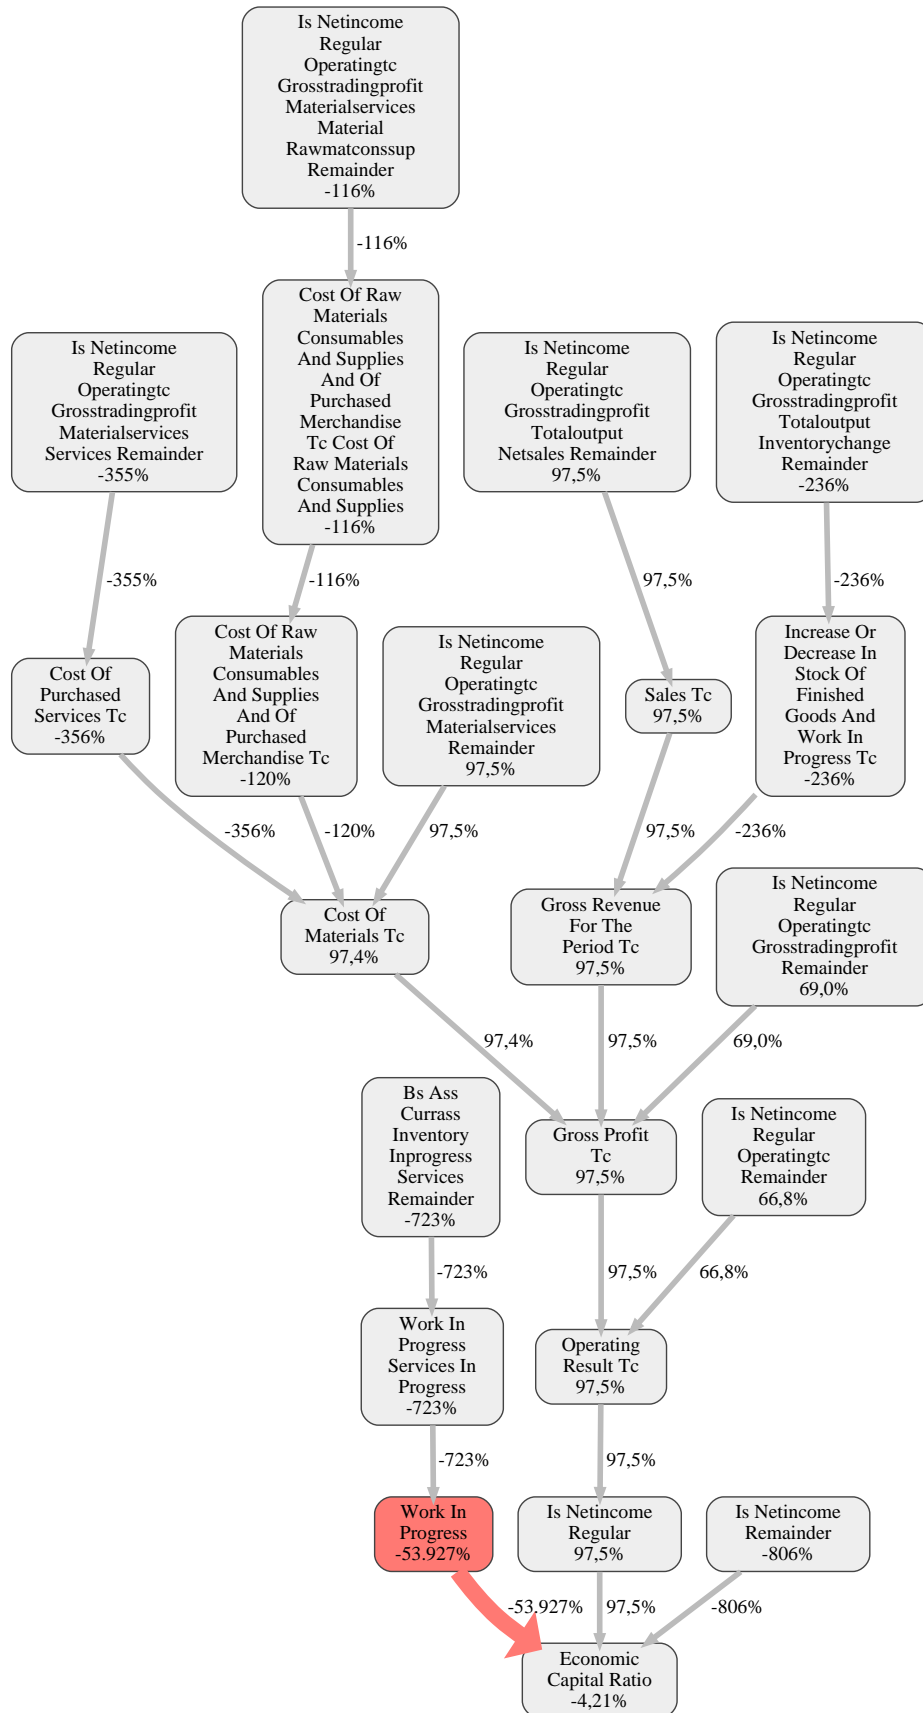 Is Netincome
Regular
Operatingtc
Grosstradingprofit
Materialservices
Material
Rawmatconssup
Remainder
-116%
-116%
Cost Of Raw
Materials
Consumables
And Supplies
And Of
Purchased
Merchandise
Tc Cost Of
Raw Materials
Consumables
And Supplies
-116%
Is Netincome
Regular
Operatingtc
Grosstradingprofit
Materialservices
Services Remainder
-355%
Is Netincome
Regular
Operatingtc
Grosstradingprofit
Totaloutput
Netsales Remainder
97,5%
Is Netincome
Regular
Operatingtc
Grosstradingprofit
Totaloutput
Inventorychange
Remainder
-236%
-355%
-116%
97,5%
-236%
Cost Of
Purchased
Services Tc
-356%
Cost Of Raw
Materials
Consumables
And Supplies
And Of
Purchased
Merchandise Tc
-120%
Is Netincome
Regular
Operatingtc
Grosstradingprofit
Materialservices
Remainder
97,5%
Sales Tc
97,5%
Increase Or
Decrease In
Stock Of
Finished
Goods And
Work In
Progress Tc
-236%
-356%
-120%
97,5%
97,5%
-236%
Cost Of
Materials Tc
97,4%
Gross Revenue
For The
Period Tc
97,5%
Is Netincome
Regular
Operatingtc
Grosstradingprofit
Remainder
69,0%
97,4%
97,5%
69,0%
Bs Ass
Currass
Inventory
Inprogress
Services
Remainder
-723%
Gross Profit
Tc
97,5%
Is Netincome
Regular
Operatingtc
Remainder
66,8%
-723%
97,5%
66,8%
Work In
Progress
Services In
Progress
-723%
Operating
Result Tc
97,5%
-723%
97,5%
Work In
Progress
-53.927%
Is Netincome
Regular
97,5%
Is Netincome
Remainder
-806%
-53.927%
97,5%
-806%
Economic
Capital Ratio
-4,21%